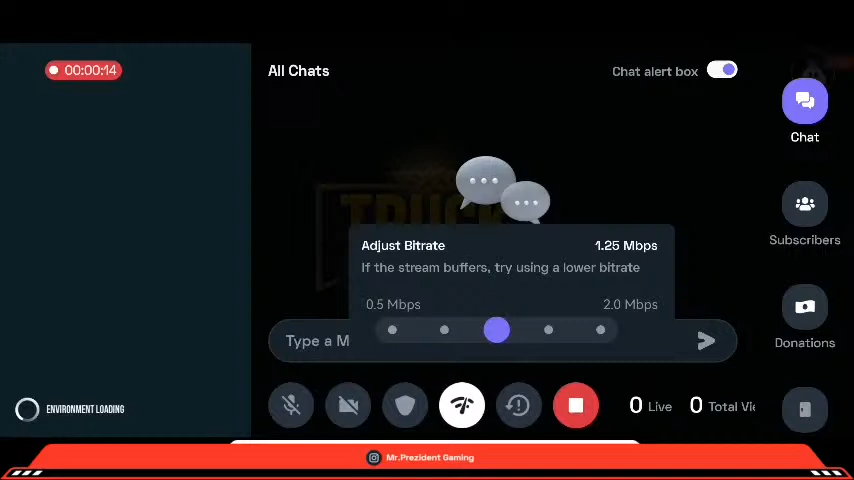 00:00:14
All Chats
Chat alert box
Chat
TRUCK
Adjust Bitrate
1.25 Mbps
If the stream buffers, try using a lower bitrate
0.5 Mbps
2.0 Mbps
Type a M
Subscribers
Donations
ENVIRONMENT LOADING
0 Live
0 Total Vie
Mr.Prezident Gaming